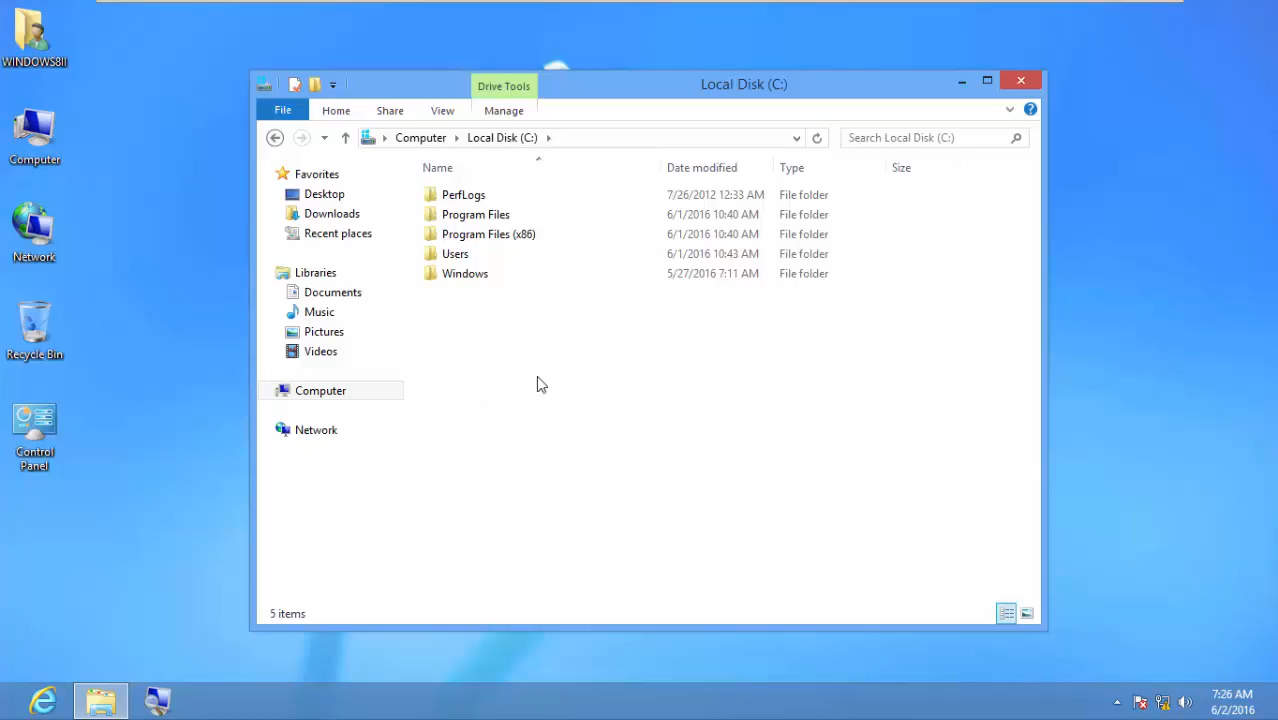 WINDOWS8II
Computer
Network
Recycle Bin
Control
Panel
Drive Tools
Local Disk (C:)
File
Home
Share
View
Manage
Computer
Local Disk (C:)
Search Local Disk (C:)
Favorites
Desktop
Downloads
Recent places
Libraries
Documents
Music
Pictures
Videos
Computer
Network
Name
Date modified
Type
Size
PerfLogs
7/26/2012 12:33 AM
File folder
Program Files
6/1/2016 10:40 AM
File folder
Program Files (x86)
6/1/2016 10:40 AM
File folder
Users
6/1/2016 10:43 AM
File folder
Windows
5/27/2016 7:11 AM
File folder
5 items
7:26 AM
6/2/2016